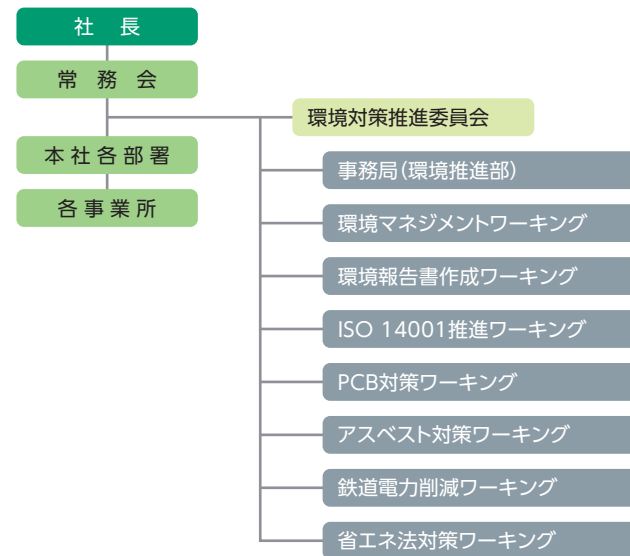 社長
常務会
環境対策推進委員会
本社各部署
事務局（環境推進部）
各事業所
環境マネジメントワーキング
環境報告書作成ワーキング
ISO 14001推進ワーキング
PCB対策ワーキング
アスベスト対策ワーキング
鉄道電力削減ワーキング
省エネ法対策ワーキング